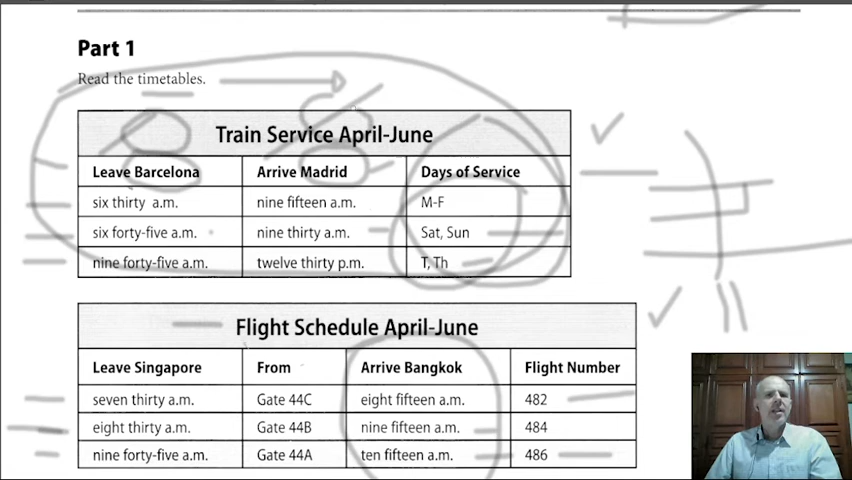 Part 1
Read the timetables.
Train Service April-June
Leave Barcelona Arrive Madrid Days of Service
six thirty a.m. nine fifteen a.m. M-F
six forty-five a.m. nine thirty a.m. Sat, Sun
nine forty-five a.m. twelve thirty p.m. T, Th
Flight Schedule April-June
Leave Singapore From Arrive Bangkok Flight Number
seven thirty a.m. Gate 44C eight fifteen a.m. 482
eight thirty a.m. Gate 44B nine fifteen a.m. 484
nine forty-five a.m. Gate 44A ten fifteen a.m. 486